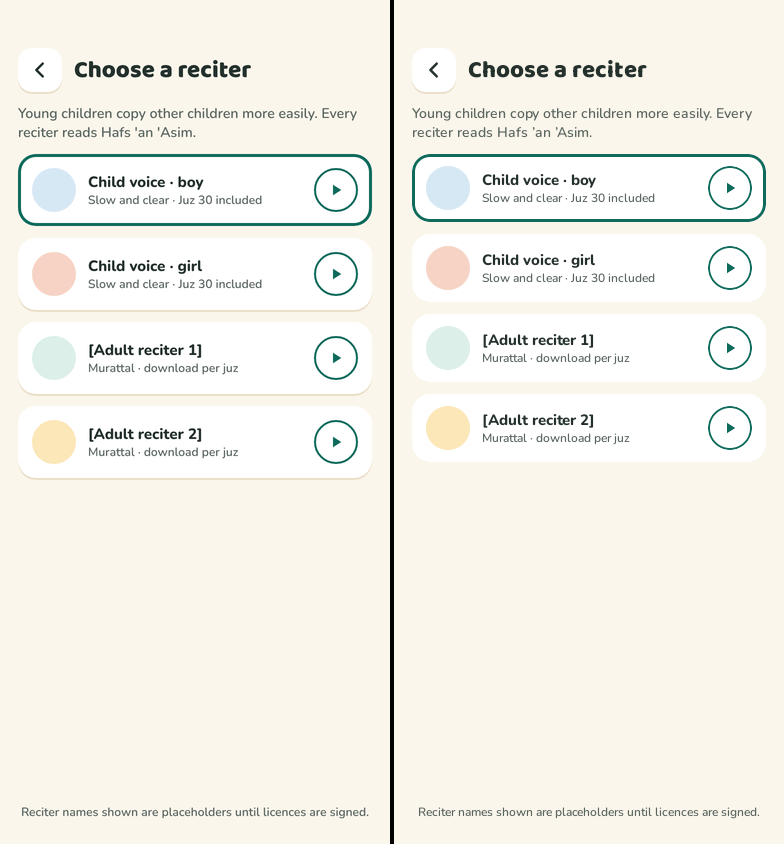 Choose a reciter
Young children copy other children more easily. Every
reciter reads Hafs 'an 'Asim.
Child voice · boy
Slow and clear · Juz 30 included
Child voice · girl
Slow and clear · Juz 30 included
[Adult reciter 1]
Murattal · download per juz
[Adult reciter 2]
Murattal · download per juz
Reciter names shown are placeholders until licences are signed.
Choose a reciter
Young children copy other children more easily. Every
reciter reads Hafs ’an ’Asim.
Child voice · boy
Slow and clear · Juz 30 included
Child voice · girl
Slow and clear · Juz 30 included
[Adult reciter 1]
Murattal · download per juz
[Adult reciter 2]
Murattal · download per juz
Reciter names shown are placeholders until licences are signed.